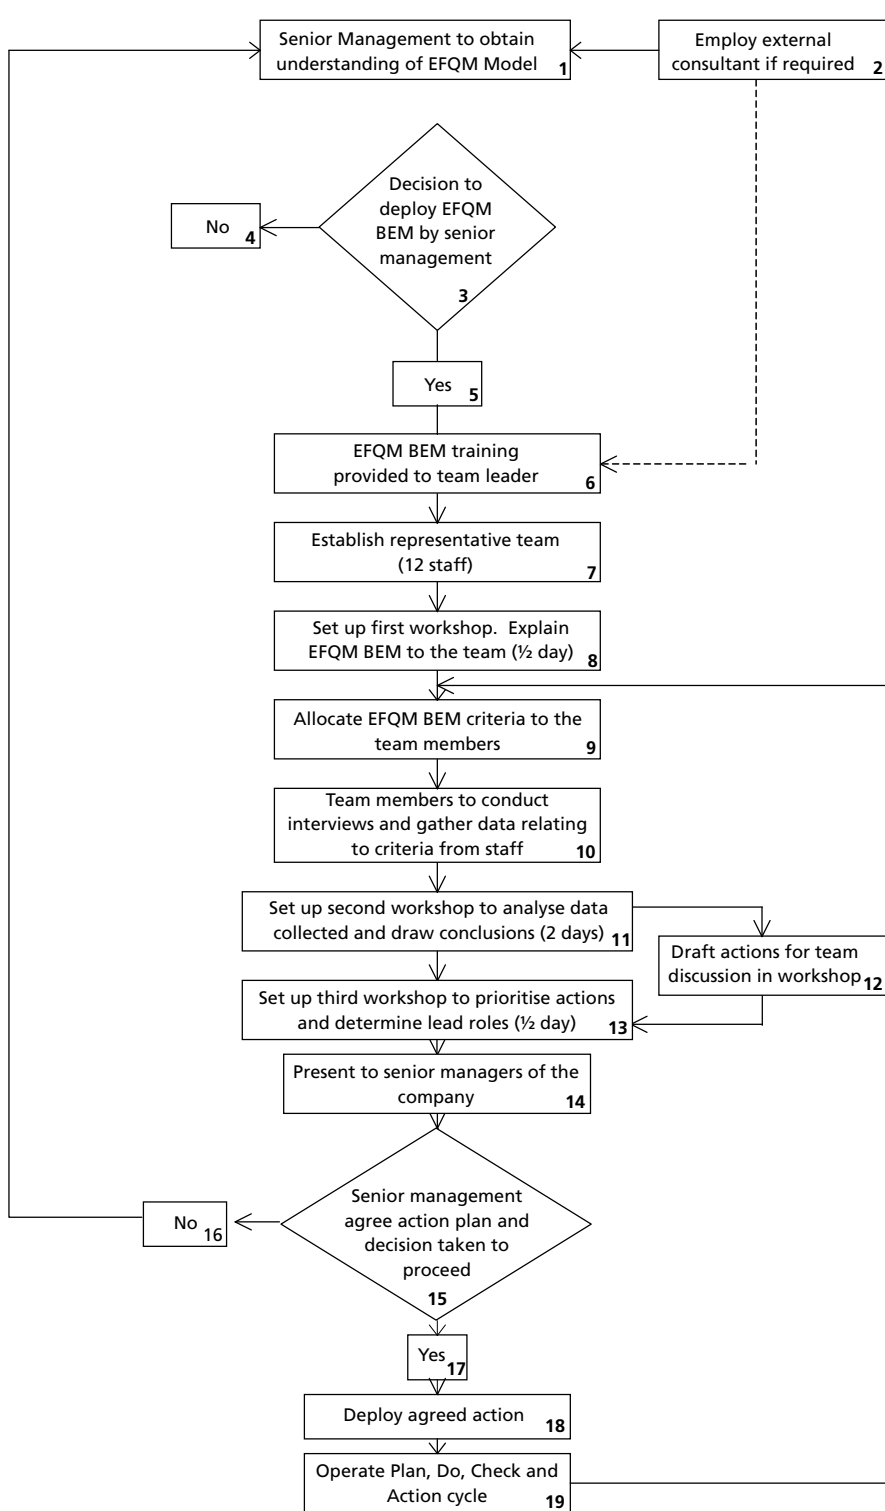 Senior Management to obtain
understanding of EFQM Model 1
Employ external
consultant if required 2
Decision to
deploy EFQM
BEM by senior
management
3
No 4
Yes 5
EFQM BEM training
provided to team leader 6
Establish representative team
(12 staff) 7
Set up first workshop. Explain
EFQM BEM to the team (½ day) 8
Allocate EFQM BEM criteria to the
team members 9
Team members to conduct
interviews and gather data relating
to criteria from staff 10
Set up second workshop to analyse data
collected and draw conclusions (2 days) 11
Draft actions for team
discussion in workshop 12
Set up third workshop to prioritise actions
and determine lead roles (½ day) 13
Present to senior managers of the
company 14
Senior management
agree action plan and
decision taken to
proceed
15
No 16
Yes 17
Deploy agreed action 18
Operate Plan, Do, Check and
Action cycle 19